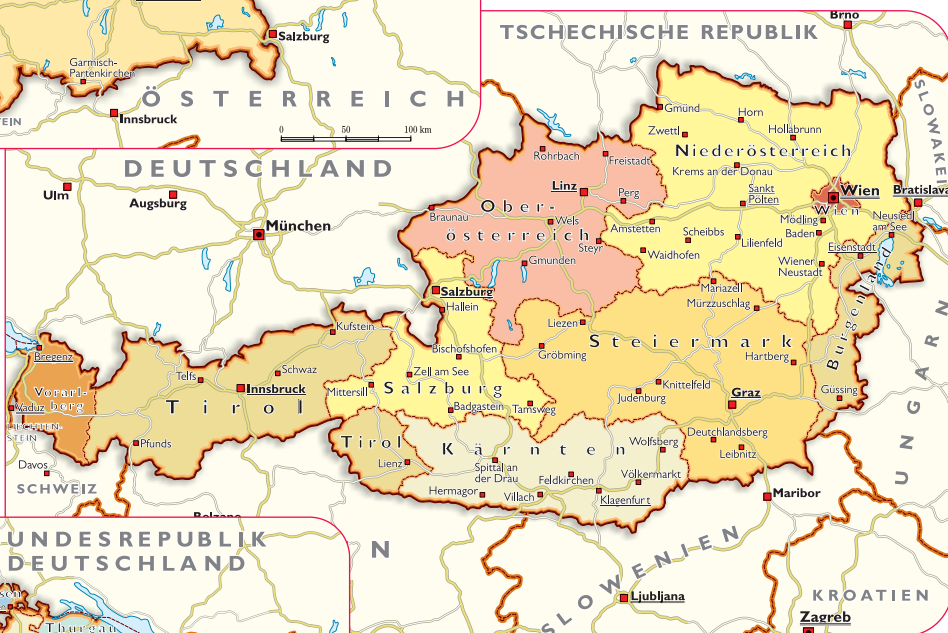 Salzburg
Garmisch-
Partenkirchen
ÖSTERREICH
Innsbruck
0 50 100 km
Brno
TSCHECHISCHE REPUBLIK
SLOWAKEI
Gmünd
Horn
Zwettl
Hollabrunn
Niederösterreich
Krems an der Donau
Rohrbach
Freistadt
DEUTSCHLAND
Ulm
Augsburg
München
Linz
Perg
Sankt
Pölten
Wien
Wien
Bratislava
Braunau
Ober-
österreich
Wels
Steyr
Gmunden
Amstetten
Scheibbs
Lilienfeld
Waidhofen
Mödling
Baden
Neusiedl
am See
Eisenstadt
Wiener
Neustadt
Burgenland
Salzburg
Hallein
Mariazell
Mürzzuschlag
Kufstein
Liezen
Steiermark
Bregenz
Vorarl-
berg
Bischofshofen
Gröbming
Hartberg
Telfs
Schwaz
Innsbruck
Tirol
Zell am See
Mittersill
Salzburg
Knittelfeld
Judenburg
Graz
Güssing
Vaduz
LIECHTEN-
STEIN
Badgastein
Tamsweg
UNGARN
Pfunds
Tirol
Lienz
Kärnten
Wolfsberg
Deutschlandsberg
Leibnitz
Davos
SCHWEIZ
Spittal an
der Drau
Feldkirchen
Völkermarkt
Hermagor
Villach
Klagenfurt
Maribor
N
SLOWENIEN
UNDESREPUBLIK
DEUTSCHLAND
Ljubljana
KROATIEN
Zagreb
Thurgau